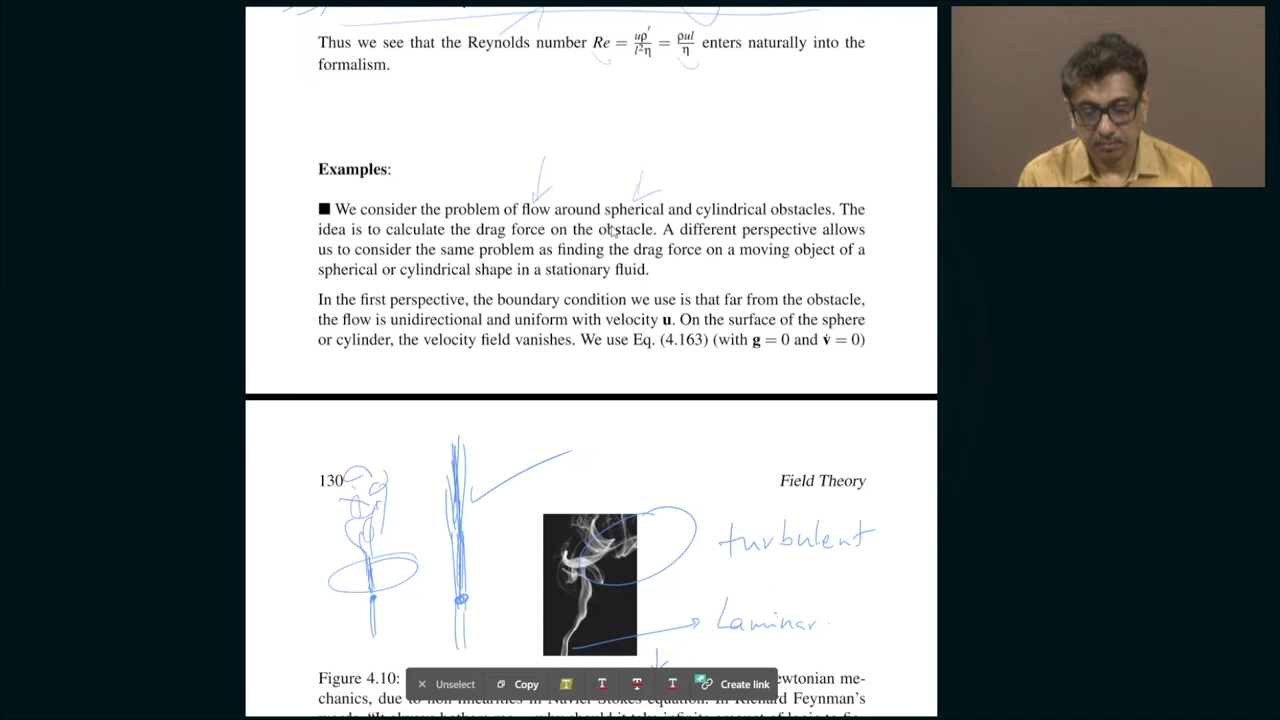 Thus we see that the Reynolds number Re = uρ′/l²η = ρul/η enters naturally into the
formalism.
Examples:
■ We consider the problem of flow around spherical and cylindrical obstacles. The
idea is to calculate the drag force on the obstacle. A different perspective allows
us to consider the same problem as finding the drag force on a moving object of a
spherical or cylindrical shape in a stationary fluid.
In the first perspective, the boundary condition we use is that far from the obstacle,
the flow is unidirectional and uniform with velocity u. On the surface of the sphere
or cylinder, the velocity field vanishes. We use Eq. (4.163) (with g = 0 and v̇ = 0)
130
Field Theory
turbulent
Laminar
Figure 4.10: ewtonian me-
Unselect Copy T T T T Create link
chanics, due d Feynman's